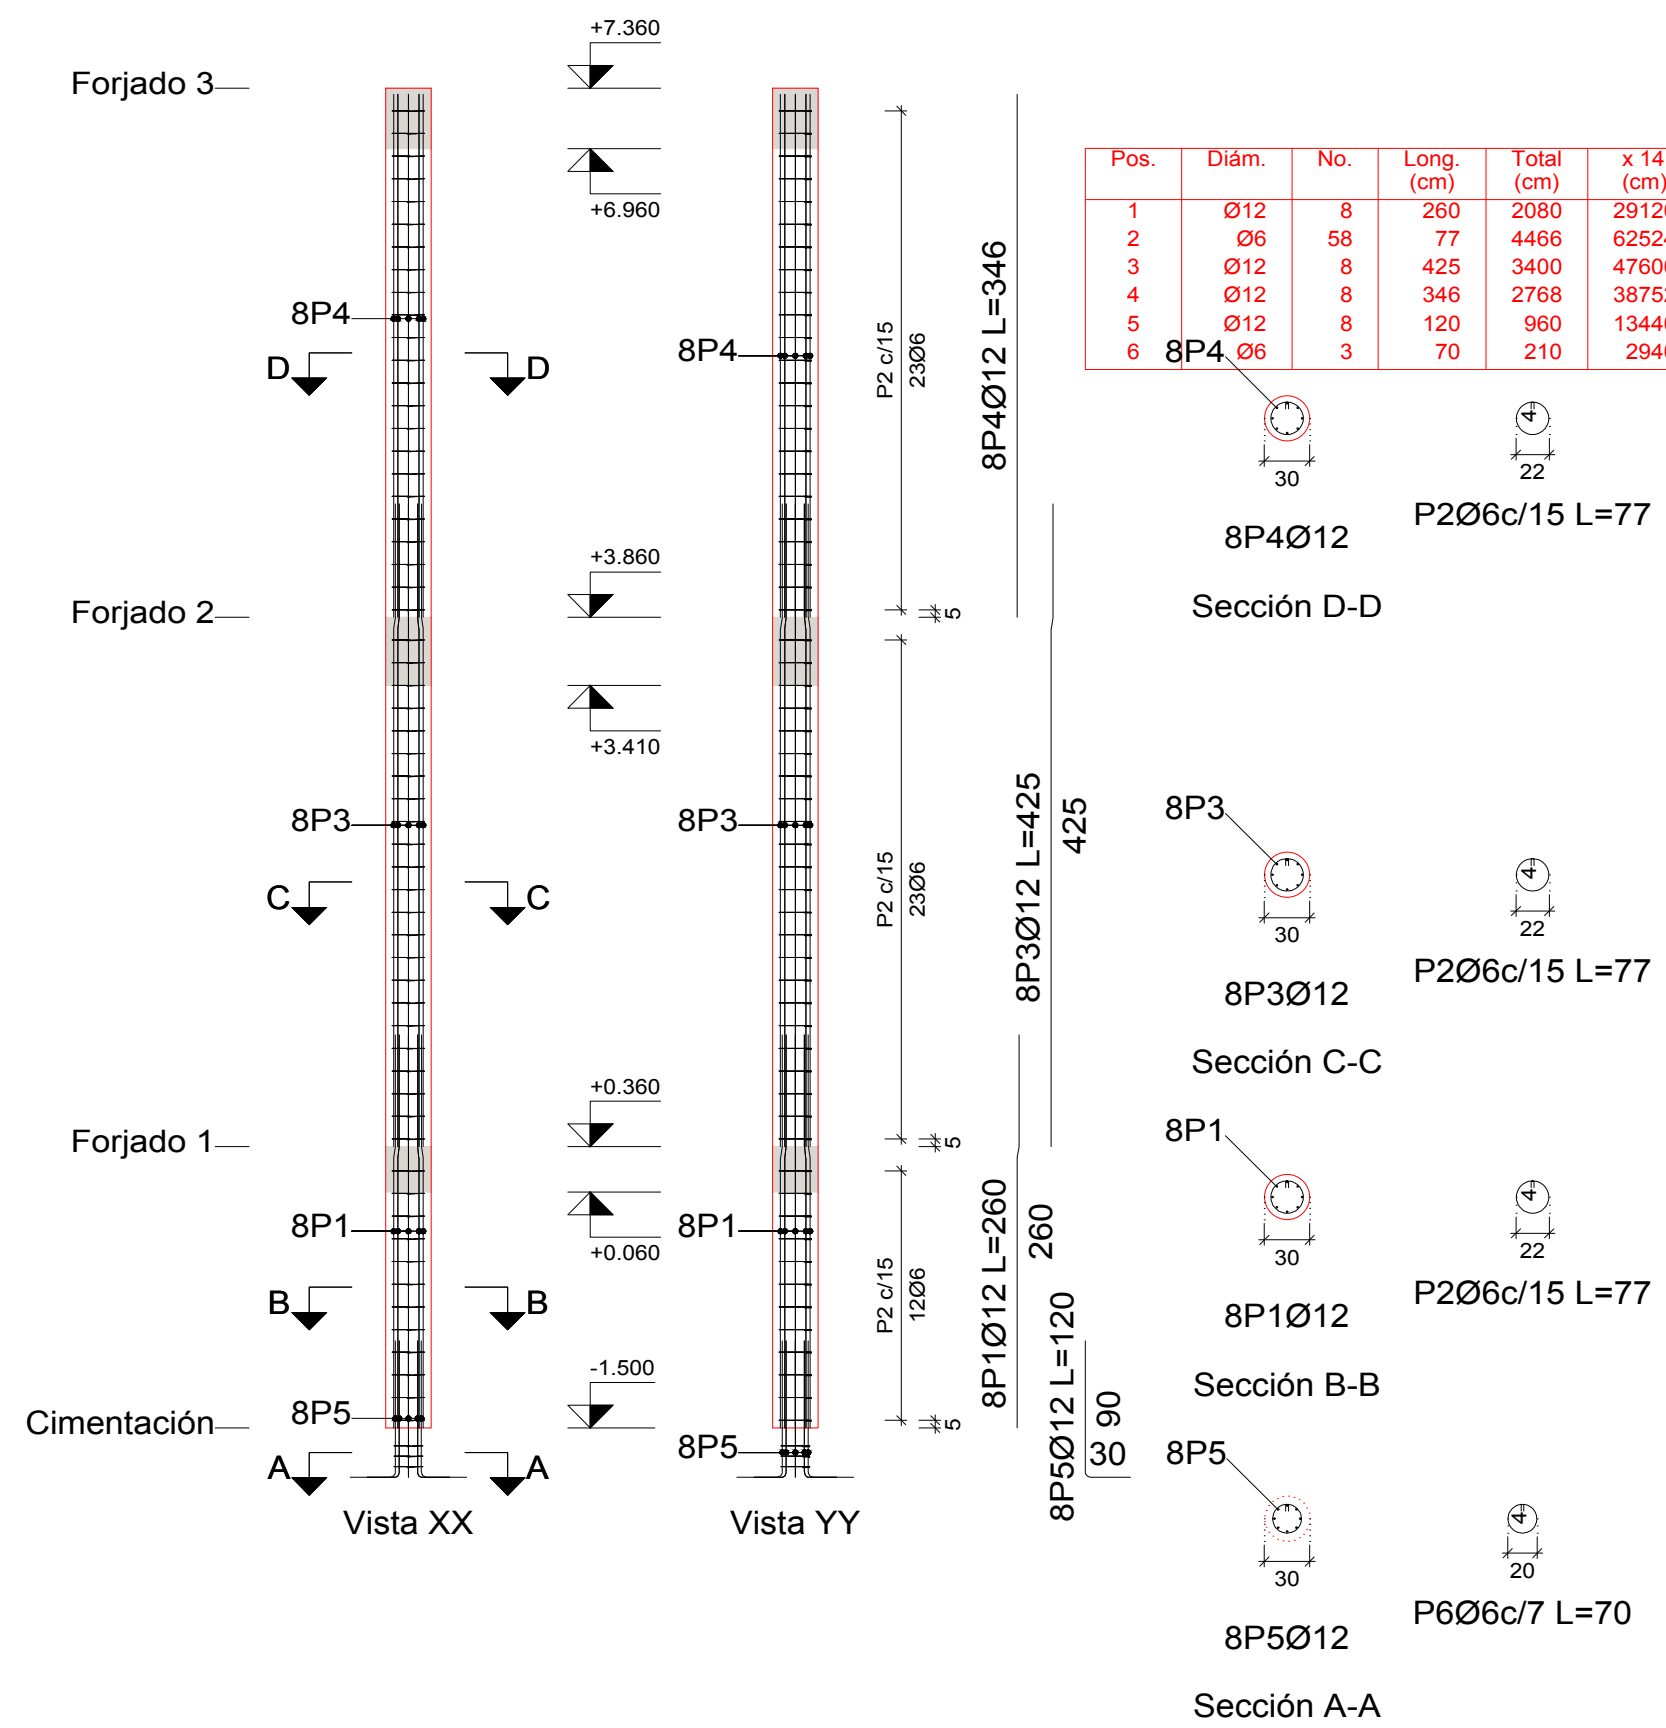 +7.360
Forjado 3
+6.960
Pos. Diám. No. Long. (cm) Total (cm) x 14 (cm)
1 Ø12 8 260 2080
2 Ø6 58 77 4466
3 Ø12 8 425 3400
4 Ø12 8 346 2768
5 Ø12 8 120 960
6 Ø6 3 70 210
8P4
8P4
8P4
D D
P2 c/15
23Ø6
8P4Ø12 L=346
30
22
8P4Ø12
P2Ø6c/15 L=77
Sección D-D
+3.860
Forjado 2
5
+3.410
8P3
8P3
8P3
C C
P2 c/15
23Ø6
8P3Ø12 L=425
425
4
30
22
8P3Ø12
P2Ø6c/15 L=77
Sección C-C
+0.360
Forjado 1
5
+0.060
8P1
8P1
8P1
B B
P2 c/15
12Ø6
8P1Ø12 L=260
260
4
30
22
8P1Ø12
P2Ø6c/15 L=77
Sección B-B
-1.500
Cimentación
5
8P5
8P5
8P5
A A
8P5Ø12 L=120
90
30
4
30
20
8P5Ø12
P6Ø6c/7 L=70
Sección A-A
Vista XX
Vista YY
4